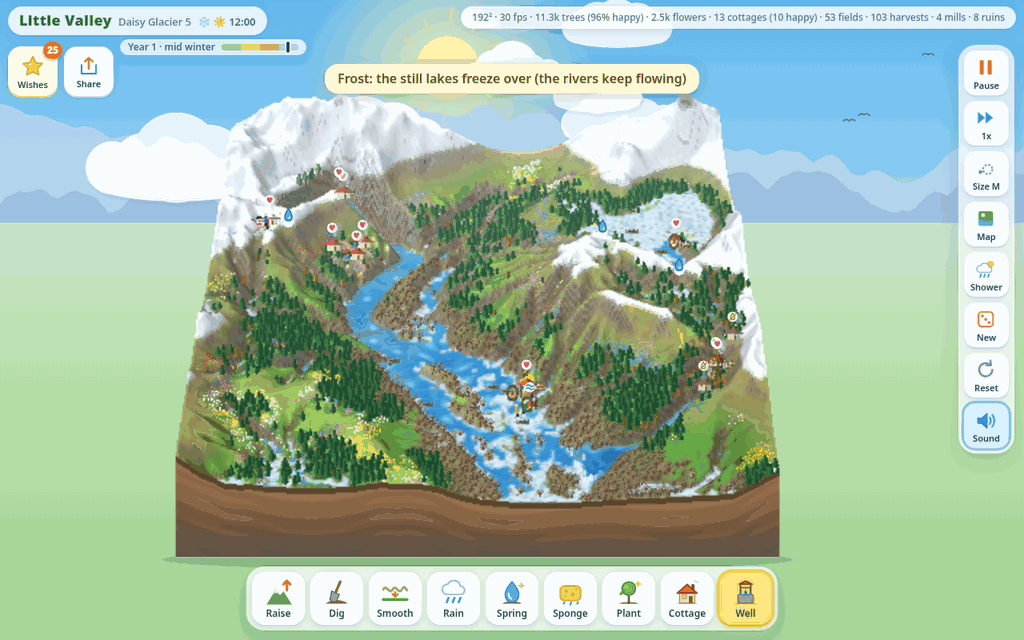 Little Valley Daisy Glacier 5 12:00
192² · 30 fps · 11.3k trees (96% happy) · 2.5k flowers · 13 cottages (10 happy) · 53 fields · 103 harvests · 4 mills · 8 ruins
Year 1 · mid winter
25
Wishes
Share
Frost: the still lakes freeze over (the rivers keep flowing)
Pause
1x
Size M
Map
Shower
New
Reset
Sound
Raise
Dig
Smooth
Rain
Spring
Sponge
Plant
Cottage
Well